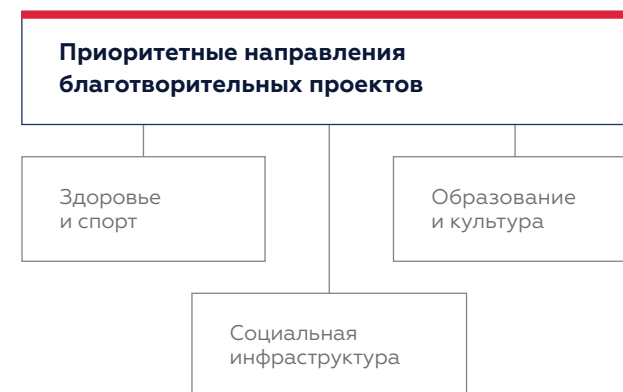 Приоритетные направления
благотворительных проектов
Здоровье
и спорт
Образование
и культура
Социальная
инфраструктура